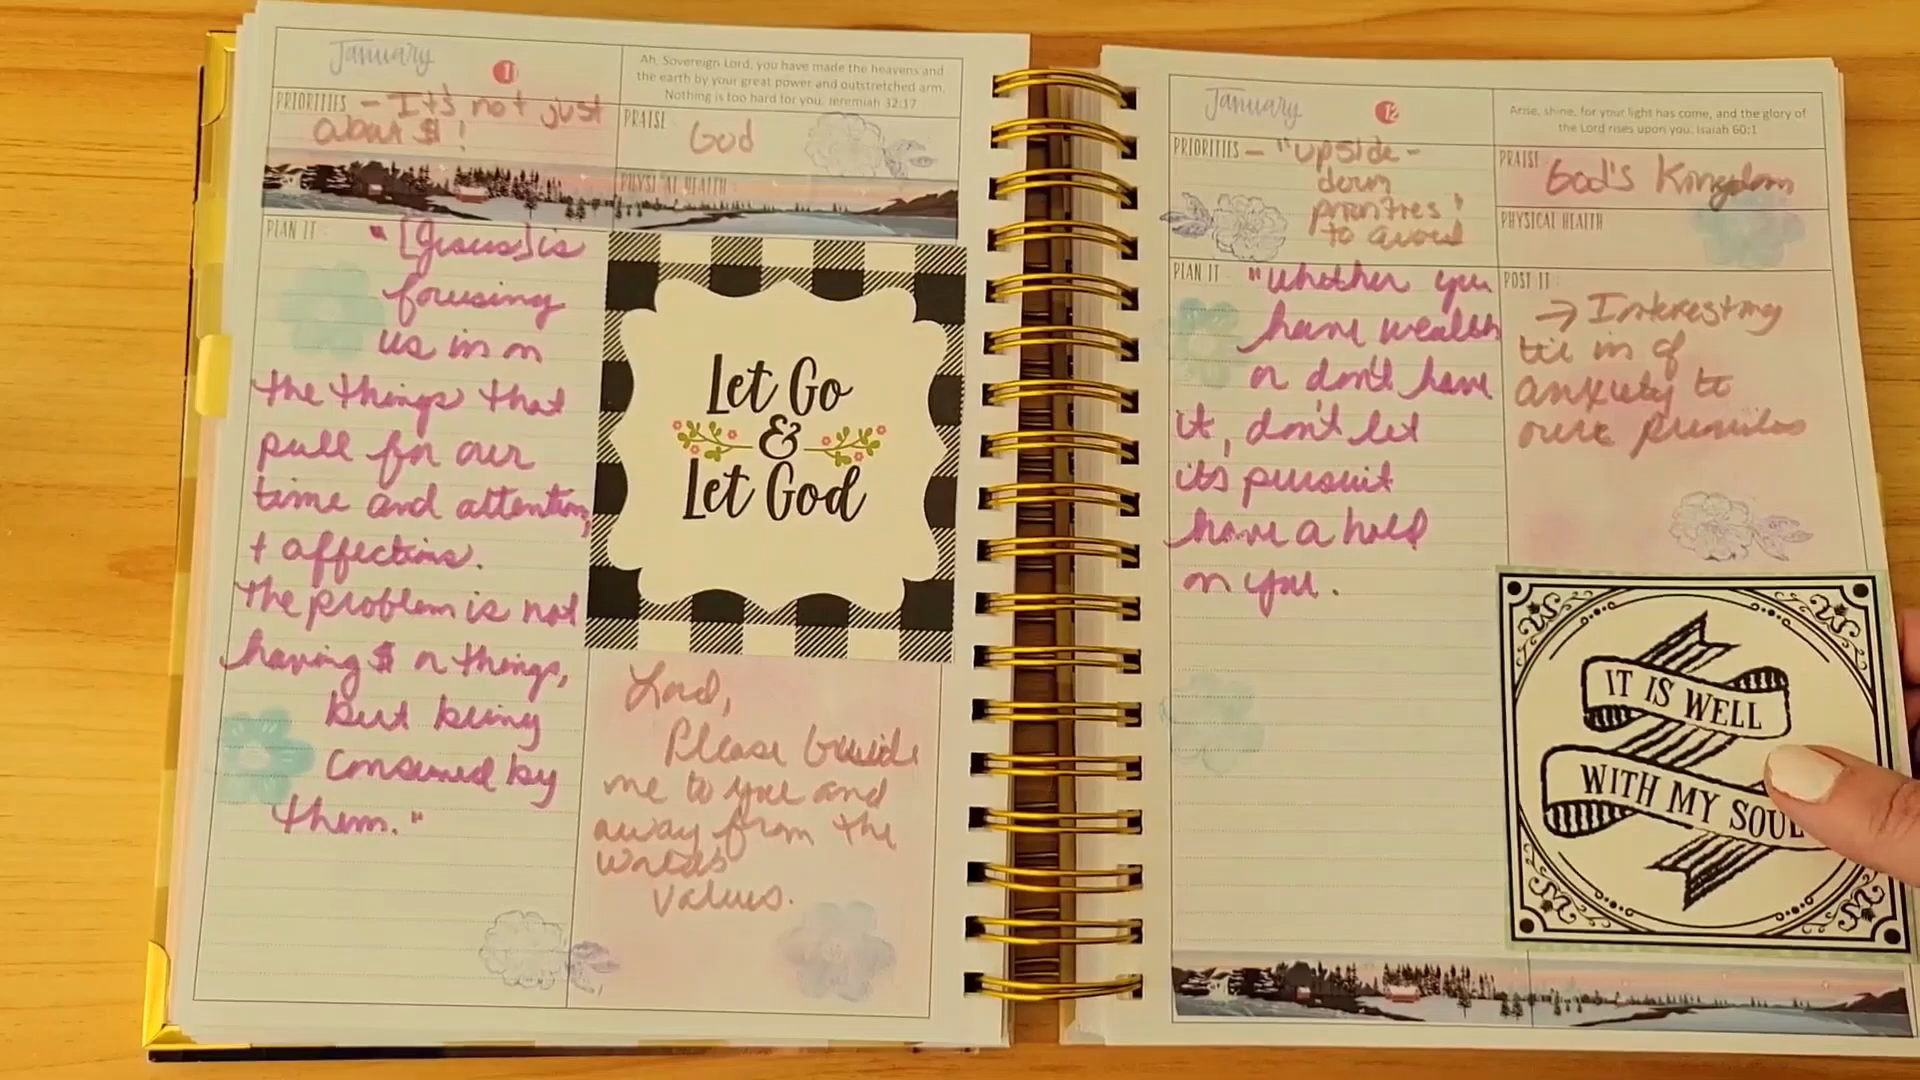 January
1
Ah, Sovereign Lord, you have made the heavens and
the earth by your great power and outstretched arm.
Nothing is too hard for you. Jeremiah 32:17
PRIORITIES - It's not just
about $!
PRAISE
God
PHYSICAL HEALTH
PLAN IT
"[Jesus] is
focusing
us in on
the things that
pull for our
time and attention,
+ affections.
The problem is not
having $ or things,
but being
consumed by
them."
Let Go
&
Let God
Lord,
Please Guide
me to you and
away from the
worlds
values.
January
12
Arise, shine, for your light has come, and the glory of
the Lord rises upon you. Isaiah 60:1
PRIORITIES - "upside-
down
priorities"
to avoid
PRAISE
God's Kingdom
PHYSICAL HEALTH
PLAN IT
"Whether you
have wealth
or don't have
it, don't let
its pursuit
have a hold
on you.
POST IT
→ Interesting
tie in of
anxiety to
our
IT IS WELL
WITH MY SOUL